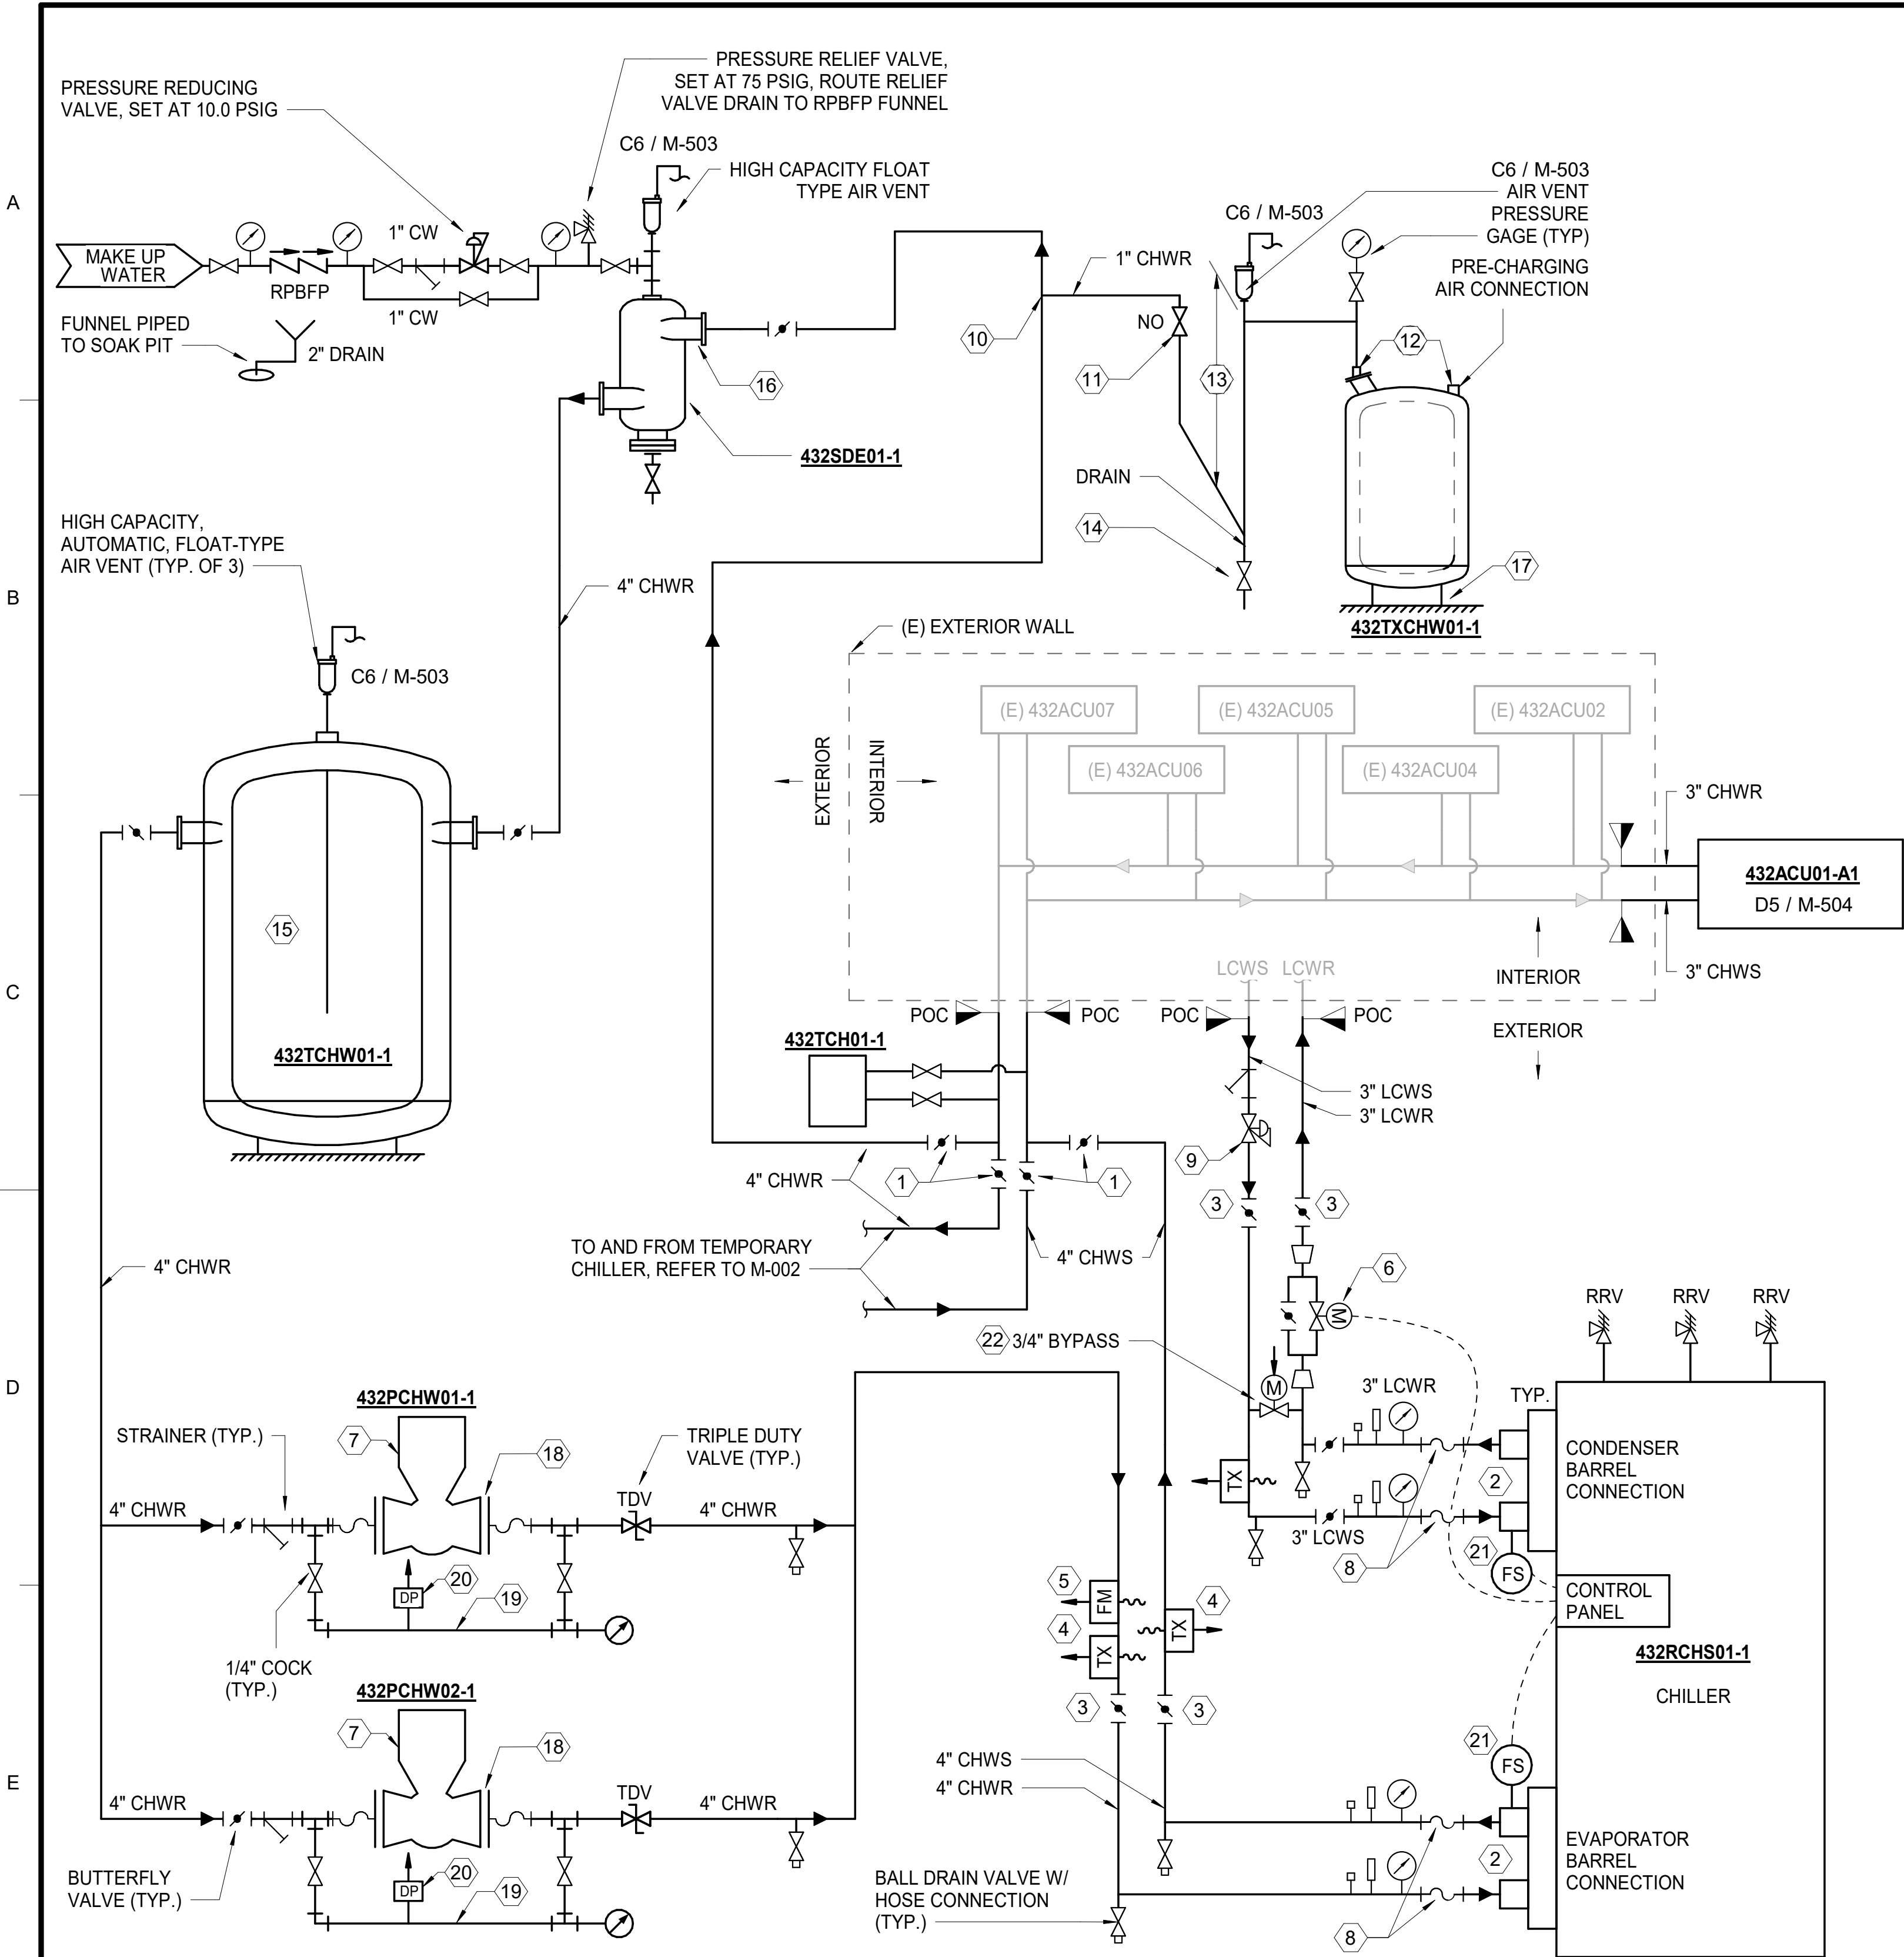 PRESSURE REDUCING
VALVE, SET AT 10.0 PSIG
PRESSURE RELIEF VALVE,
SET AT 75 PSIG, ROUTE RELIEF
VALVE DRAIN TO RPBFP FUNNEL
C6 / M-503
HIGH CAPACITY FLOAT
TYPE AIR VENT
C6 / M-503
AIR VENT
PRESSURE
GAGE (TYP)
C6 / M-503
PRE-CHARGING
AIR CONNECTION
A
MAKE UP
WATER
1" CW
RPBFP
1" CW
FUNNEL PIPED
TO SOAK PIT
2" DRAIN
1" CHWR
NO
10
11
12
13
16
432SDE01-1
DRAIN
14
17
432TXCHW01-1
HIGH CAPACITY,
AUTOMATIC, FLOAT-TYPE
AIR VENT (TYP. OF 3)
B
4" CHWR
C6 / M-503
(E) EXTERIOR WALL
(E) 432ACU07
(E) 432ACU05
(E) 432ACU02
(E) 432ACU06
(E) 432ACU04
EXTERIOR
INTERIOR
3" CHWR
432ACU01-A1
D5 / M-504
3" CHWS
15
432TCHW01-1
C
LCWS
LCWR
INTERIOR
EXTERIOR
POC
POC
POC
POC
432TCH01-1
3" LCWS
3" LCWR
9
1
1
4" CHWR
3
3
TO AND FROM TEMPORARY
CHILLER, REFER TO M-002
4" CHWS
4" CHWR
6
M
22
3/4" BYPASS
M
RRV
RRV
RRV
D
432PCHW01-1
7
18
STRAINER (TYP.)
TRIPLE DUTY
VALVE (TYP.)
TDV
4" CHWR
4" CHWR
20
DP
19
1/4" COCK
(TYP.)
3" LCWR
TYP.
CONDENSER
BARREL
CONNECTION
2
TX
3" LCWS
8
21
FS
CONTROL
PANEL
5
FM
4
TX
4
TX
432RCHS01-1
CHILLER
3
3
432PCHW02-1
7
18
E
TDV
4" CHWR
4" CHWR
20
DP
19
BUTTERFLY
VALVE (TYP.)
4" CHWS
4" CHWR
21
FS
EVAPORATOR
BARREL
CONNECTION
2
BALL DRAIN VALVE W/
HOSE CONNECTION
(TYP.)
8